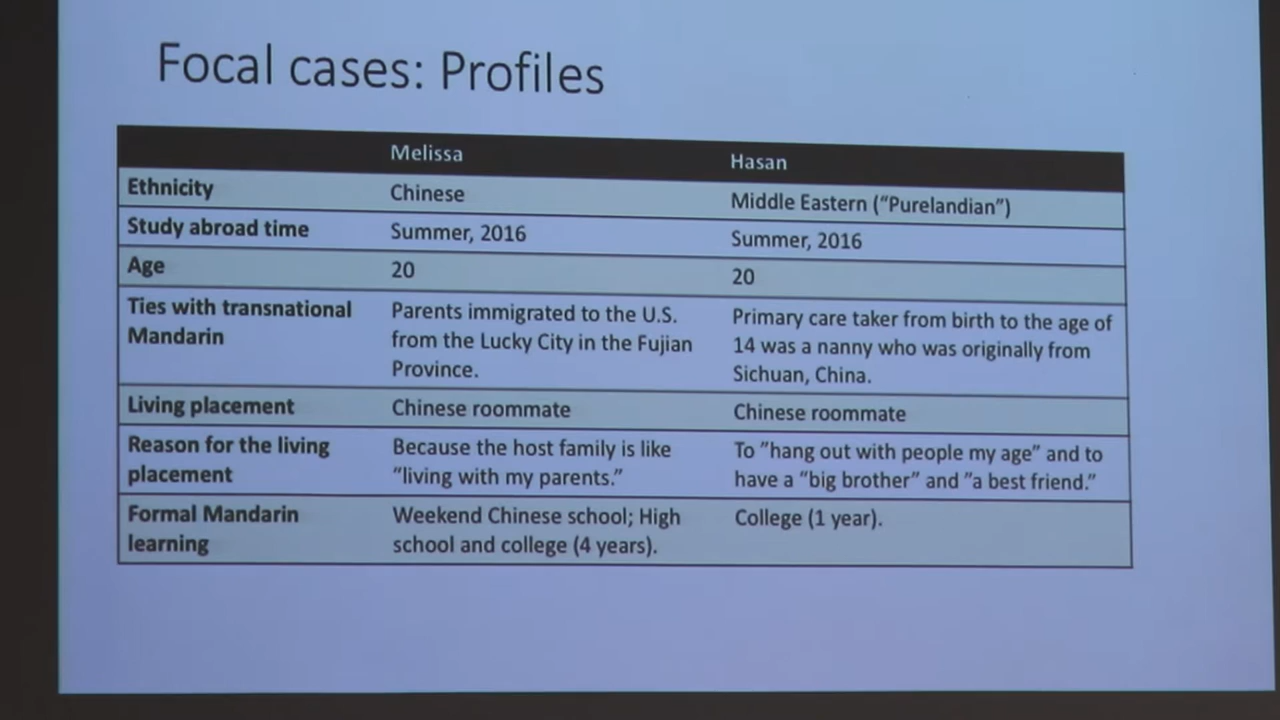 Focal cases: Profiles
Melissa Hasan
Ethnicity Chinese Middle Eastern ("Purelandian")
Study abroad time Summer, 2016 Summer, 2016
Age 20 20
Ties with transnational Parents immigrated to the U.S. Primary care taker from birth to the age of
Mandarin from the Lucky City in the Fujian 14 was a nanny who was originally from
Province. Sichuan, China.
Living placement Chinese roommate Chinese roommate
Reason for the living Because the host family is like To "hang out with people my age" and to
placement "living with my parents." have a "big brother" and "a best friend."
Formal Mandarin Weekend Chinese school; High College (1 year).
learning school and college (4 years).